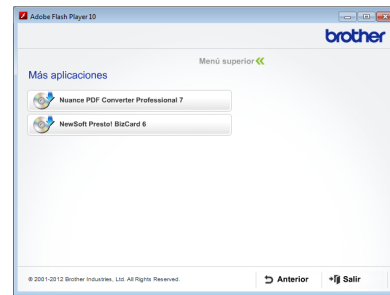 Adobe Flash Player 10
brother
Menú superior
Más aplicaciones
Nuance PDF Converter Professional 7
NewSoft Presto! BizCard 6
© 2001-2012 Brother Industries, Ltd. All Rights Reserved.
Anterior
Salir